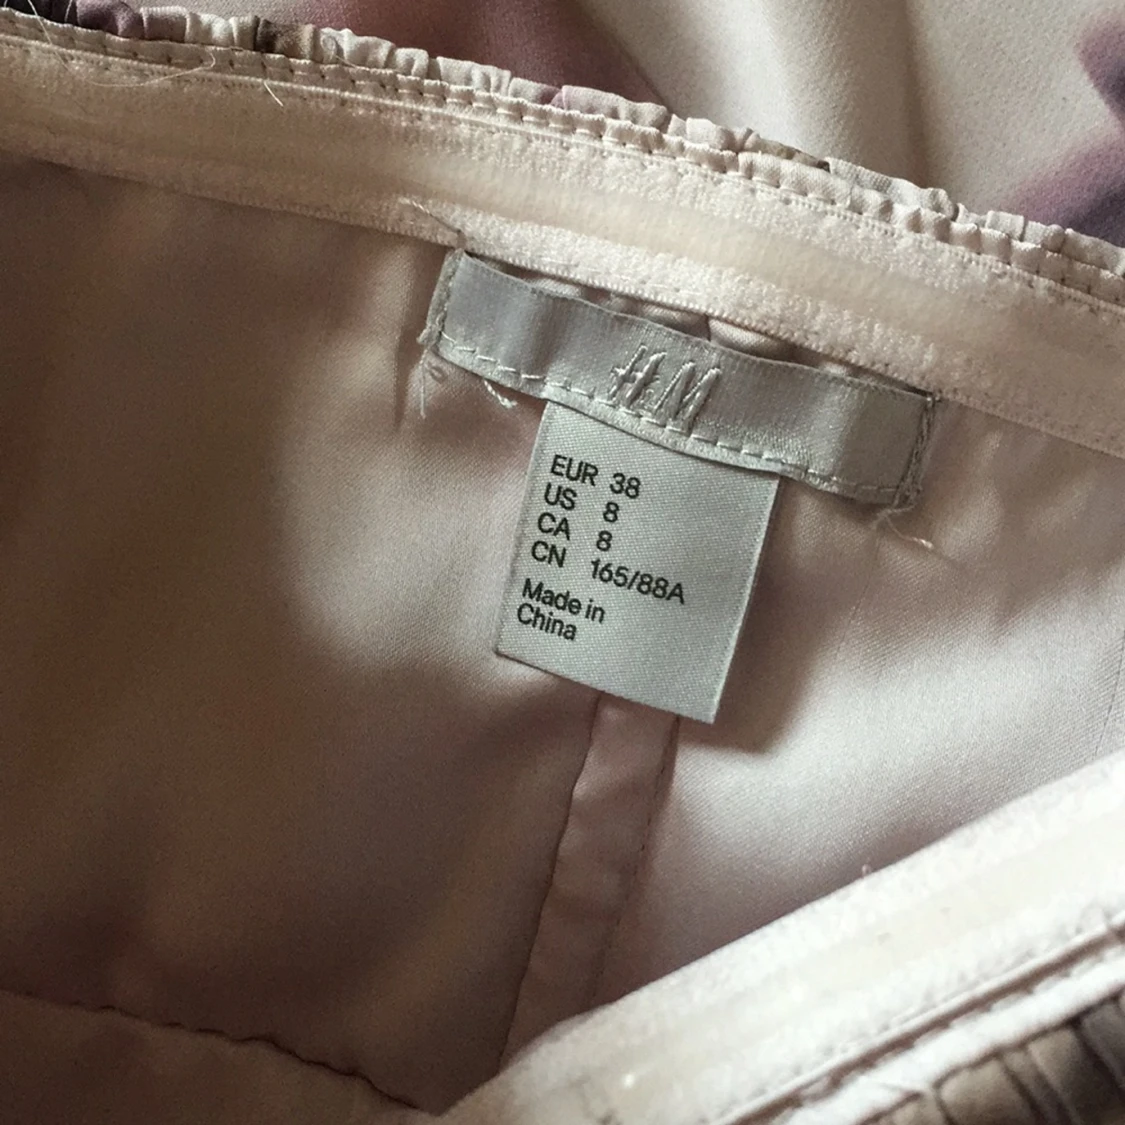 H&M
EUR 38
US 8
CA 8
CN 165/88A
Made in
China